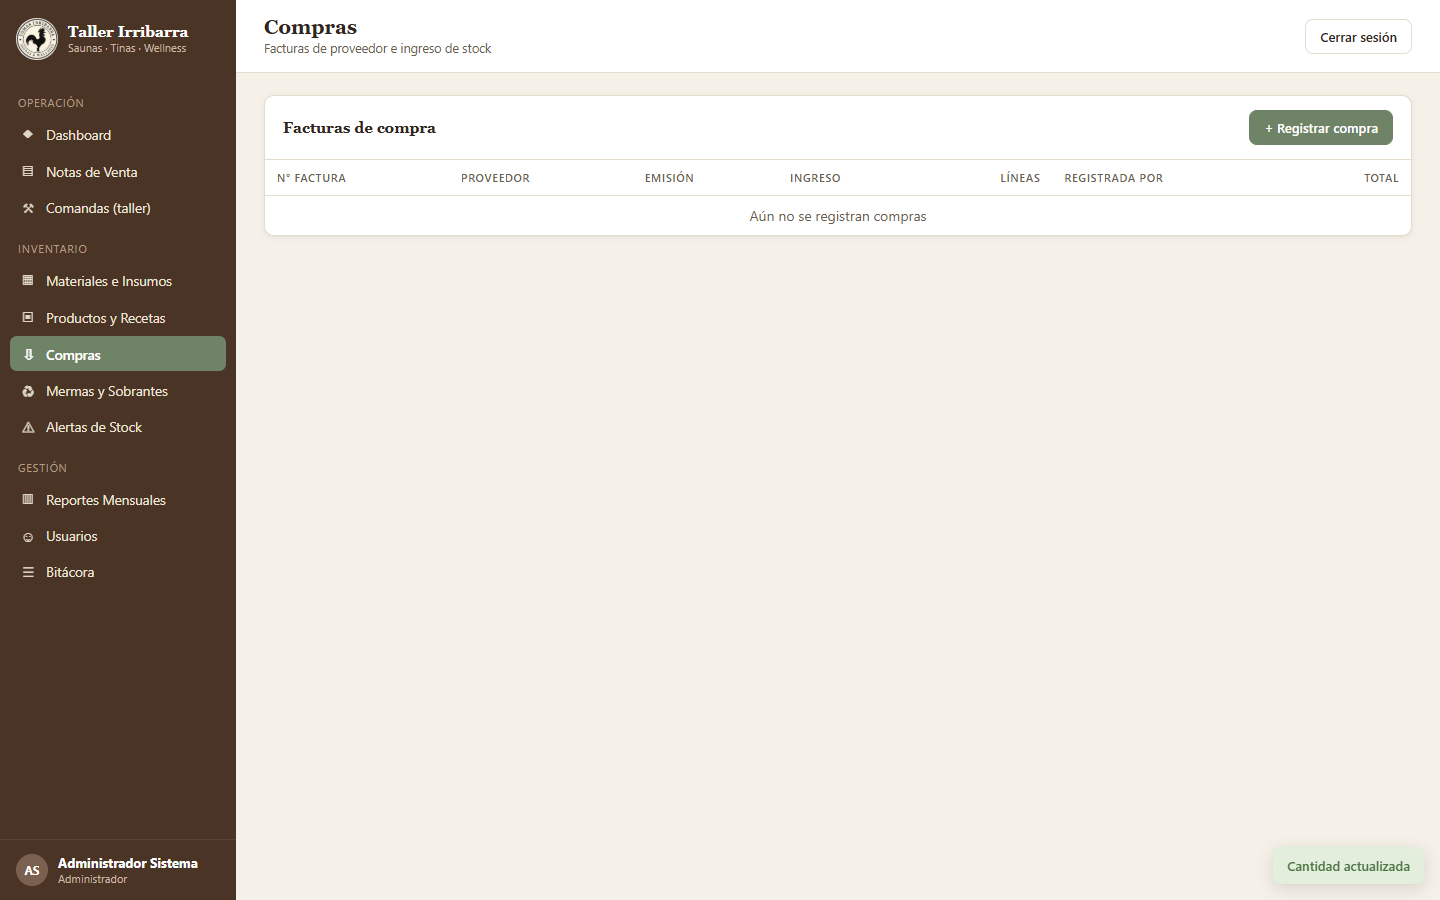 Taller Irribarra
Saunas · Tinas · Wellness
OPERACIÓN
Dashboard
Notas de Venta
Comandas (taller)
INVENTARIO
Materiales e Insumos
Productos y Recetas
Compras
Mermas y Sobrantes
Alertas de Stock
GESTIÓN
Reportes Mensuales
Usuarios
Bitácora
AS
Administrador Sistema
Administrador
Compras
Facturas de proveedor e ingreso de stock
Cerrar sesión
Facturas de compra
+ Registrar compra
N° FACTURA PROVEEDOR EMISIÓN INGRESO LÍNEAS REGISTRADA POR TOTAL
Aún no se registran compras
Cantidad actualizada